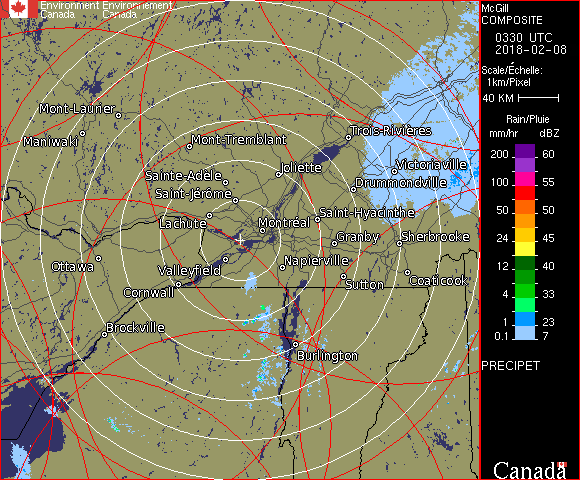 Environment Environnement
Canada Canada
McGill
COMPOSITE
0330 UTC
2018-02-08
Scale/Échelle:
1km/Pixel
40 KM
Rain/Pluie
mm/hr dBZ
200 60
155 57
100 55
50 50
24 45
12 40
4 33
1 23
0.1 7
PRECIPET
Canada
Mont-Laurier
Maniwaki
Mont-Tremblant
Trois-Rivières
Sainte-Adèle
Joliette
Victoriaville
Saint-Jérôme
Drummondville
Lachute
Montréal
Saint-Hyacinthe
Granby
Sherbrooke
Ottawa
Valleyfield
Napierville
Cornwall
Sutton
Coaticook
Brockville
Burlington